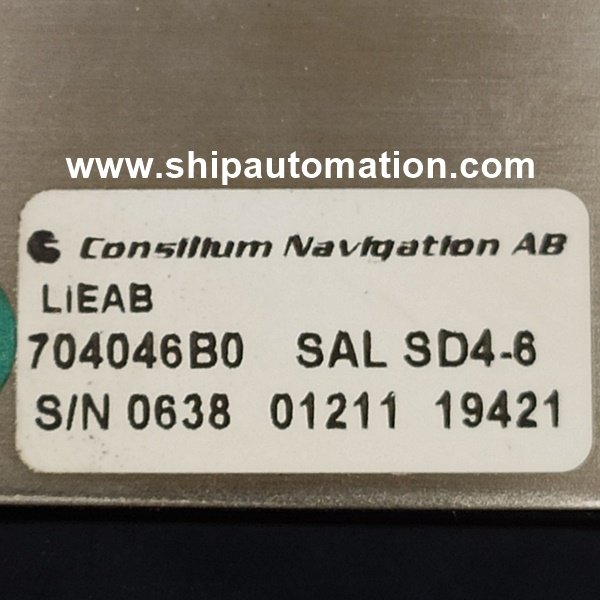 www.shipautomation.com
Consilium Navigation AB
LiEAB
704046B0 SAL SD4-6
S/N 0638 01211 19421